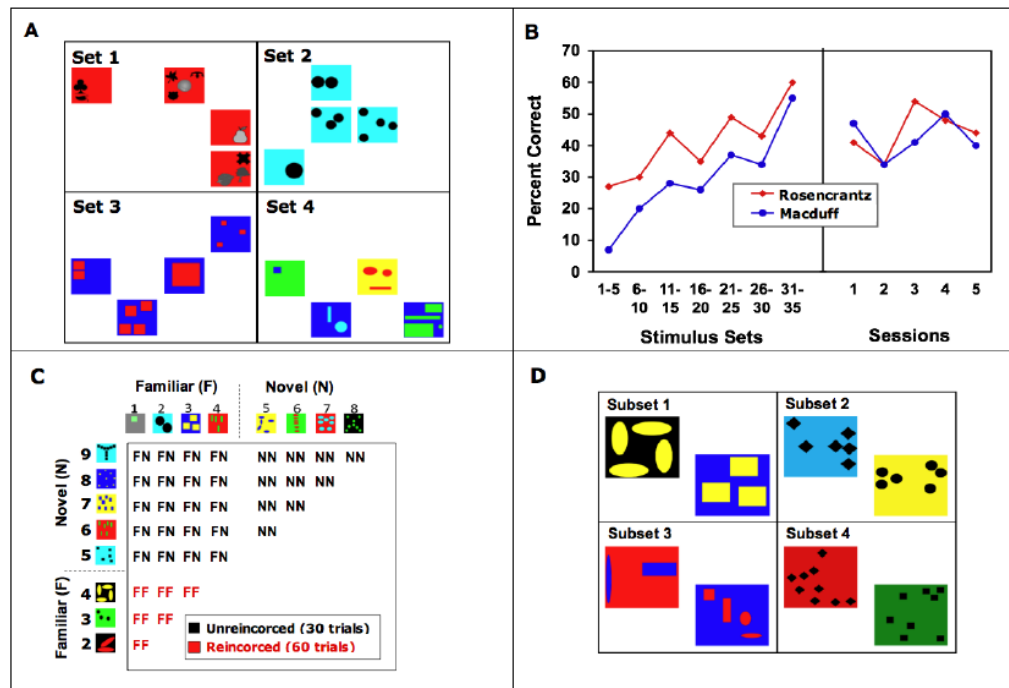 A
Set 1
Set 2
Set 3
Set 4
B
Percent Correct
70
60
50
40
30
20
10
0
Rosencrantz
Macduff
1-5 6-10 11-15 16-20 21-25 26-30 31-35 1 2 3 4 5
Stimulus Sets Sessions
C
Familiar (F) Novel (N)
1 2 3 4 5 6 7 8
Novel (N)
9 FN FN FN FN NN NN NN NN
8 FN FN FN FN NN NN NN
7 FN FN FN FN NN NN
6 FN FN FN FN NN
5 FN FN FN FN
Familiar (F)
4 FF FF FF
3 FF FF
2 FF
Unreincorced (30 trials)
Reincorced (60 trials)
D
Subset 1
Subset 2
Subset 3
Subset 4